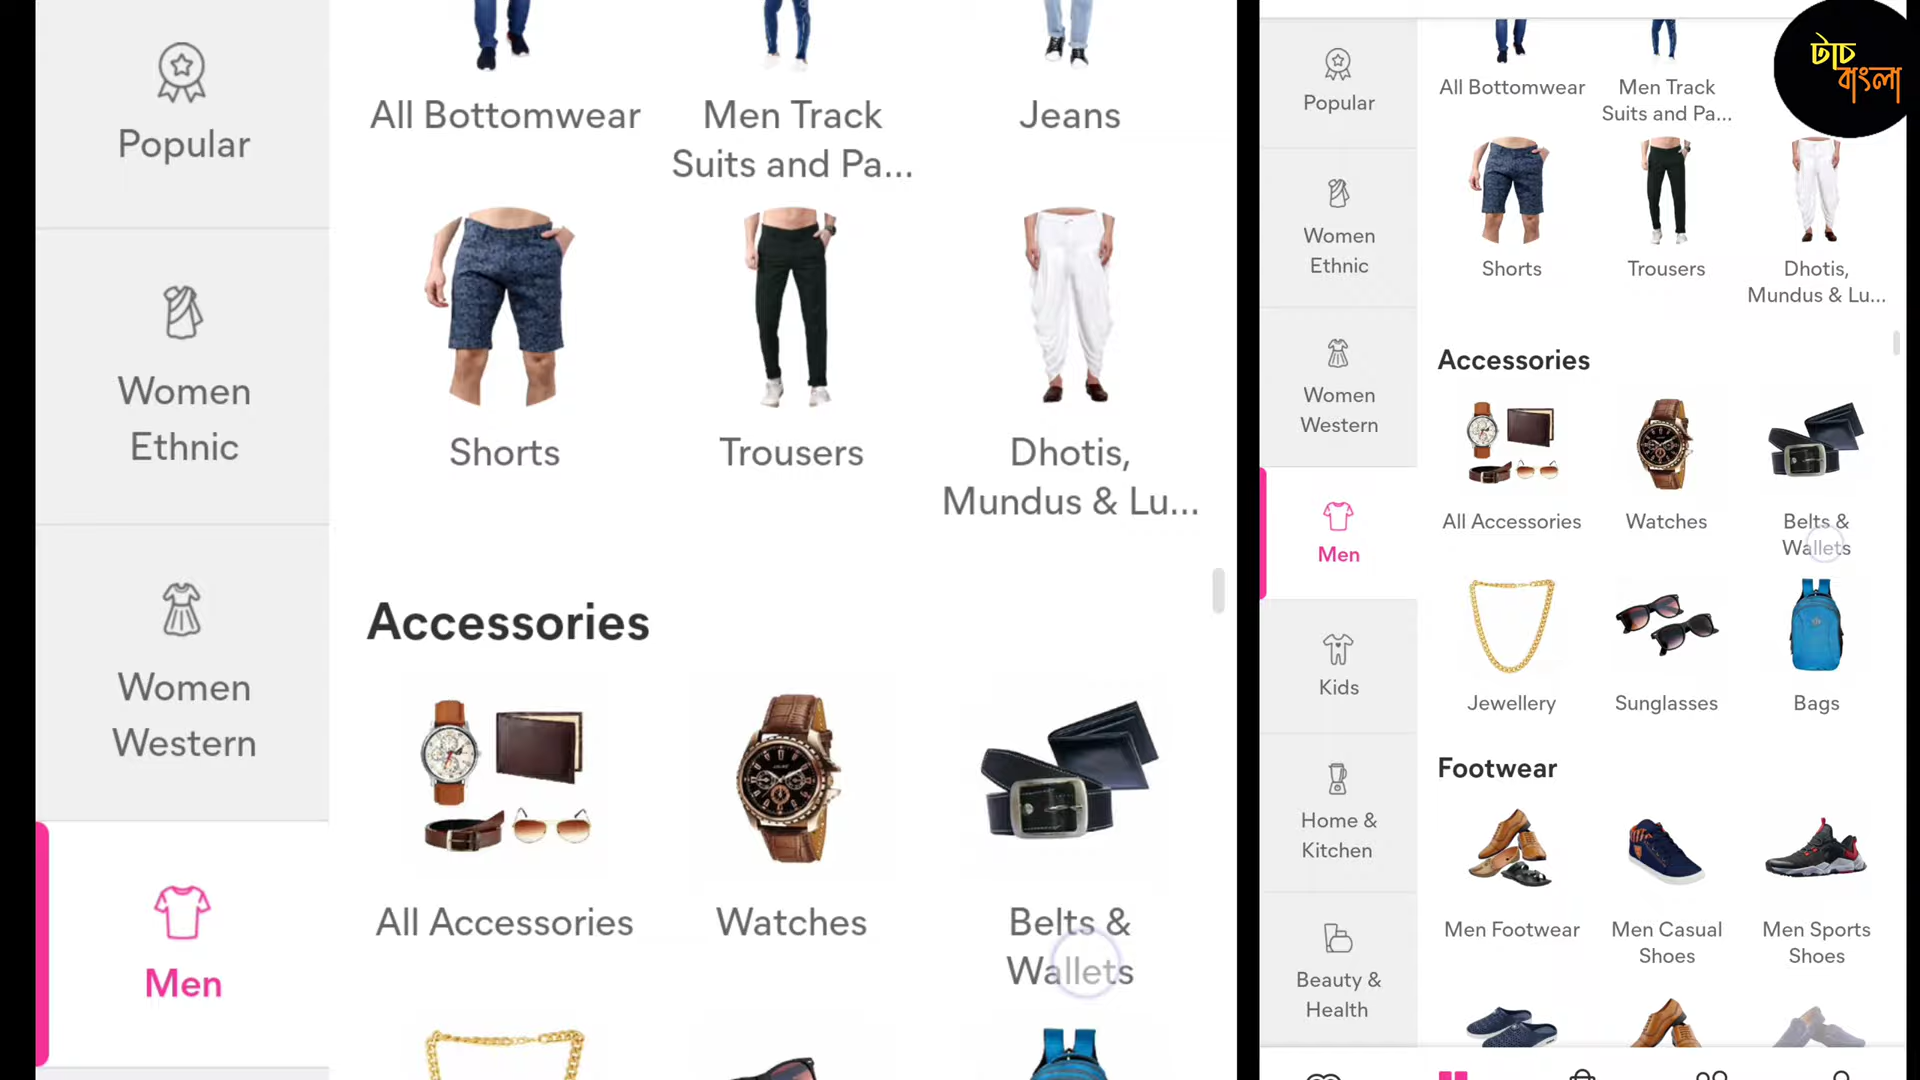 Popular
Women
Ethnic
Women
Western
Men
All Bottomwear
Men Track
Suits and Pa...
Jeans
Shorts
Trousers
Dhotis,
Mundus & Lu...
Accessories
All Accessories
Watches
Belts &
Wallets
Popular
Women
Ethnic
Women
Western
Men
Kids
Home &
Kitchen
Beauty &
Health
All Bottomwear
Men Track
Suits and Pa...
Shorts
Trousers
Dhotis,
Mundus & Lu...
Accessories
All Accessories
Watches
Belts &
Wallets
Jewellery
Sunglasses
Bags
Footwear
Men Footwear
Men Casual
Shoes
Men Sports
Shoes
টাচ
বাংলা